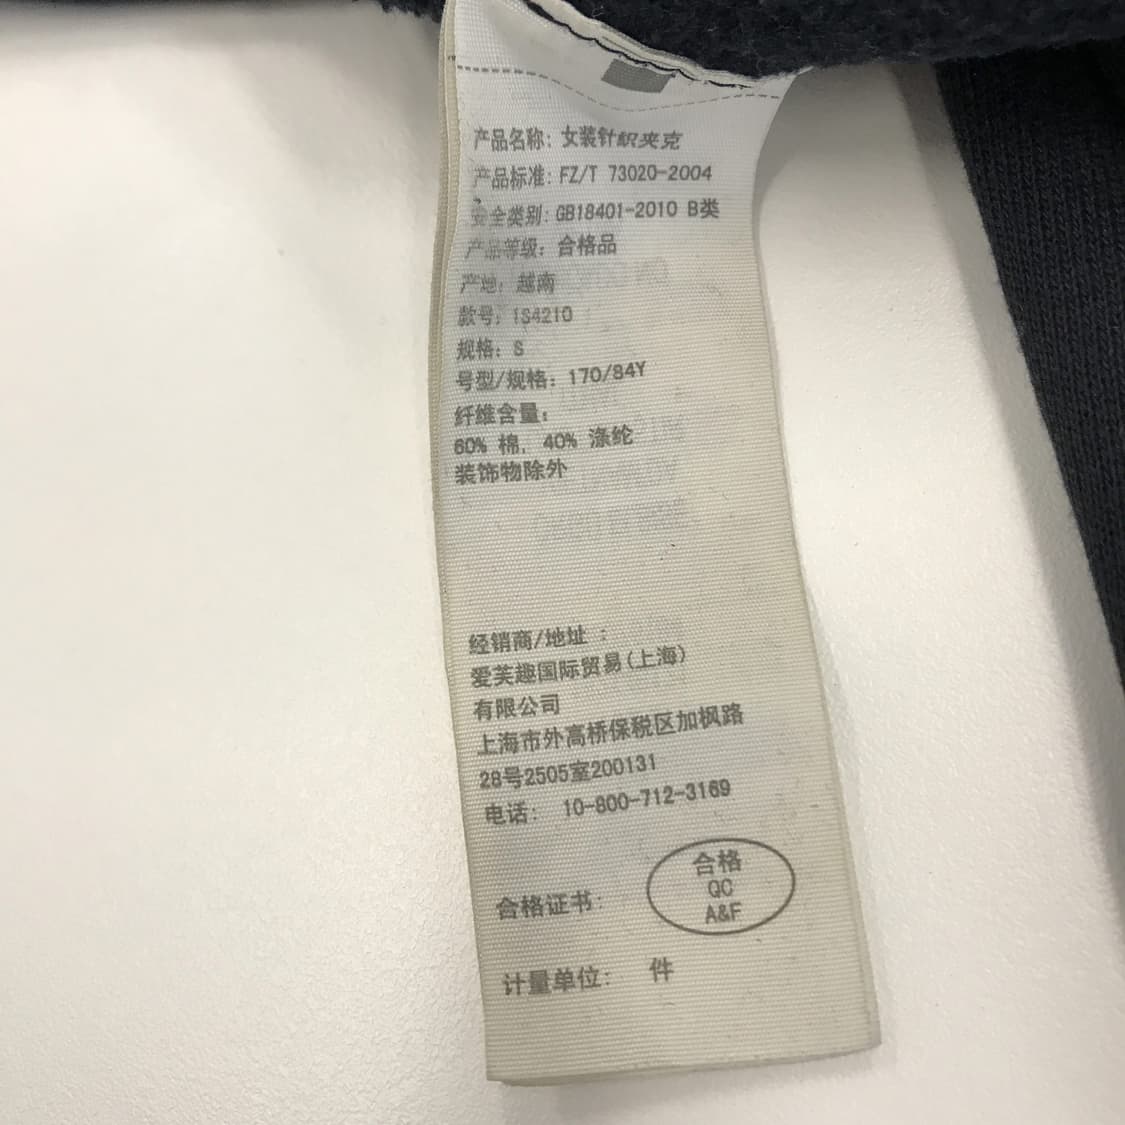 产品名称: 女装针织夹克
产品标准: FZ/T 73020-2004
安全类别: GB18401-2010 B类
产品等级: 合格品
产地: 越南
款号: 1S4210
规格: S
号型/规格: 170/84Y
纤维含量:
60% 棉, 40% 涤纶
装饰物除外
经销商/地址 :
爱芙趣国际贸易(上海)
有限公司
上海市外高桥保税区加枫路
28号2505室200131
电话: 10-800-712-3169
合格证书:
合格
QC
A&F
计量单位: 件